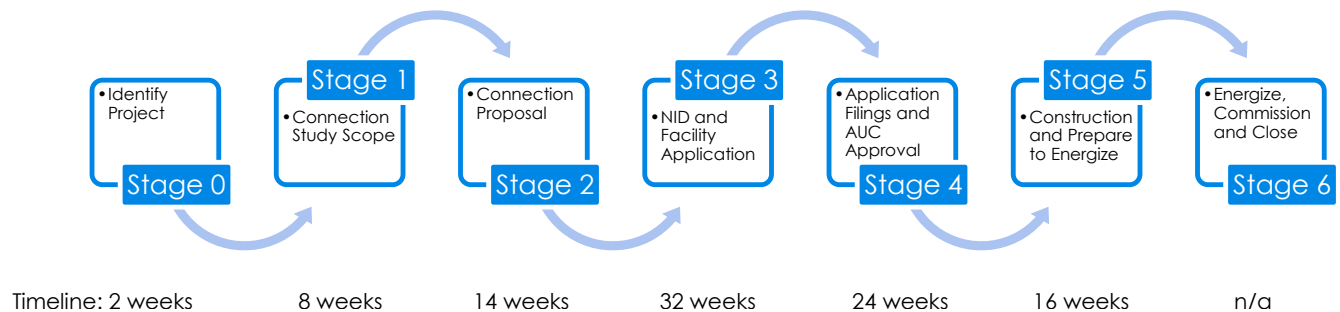 • Identify
Project
Stage 0
Stage 1
• Connection
Study Scope
• Connection
Proposal
Stage 2
Stage 3
• NID and
Facility
Application
• Application
Filings and
AUC
Approval
Stage 4
Stage 5
• Construction
and Prepare
to Energize
• Energize,
Commission
and Close
Stage 6
Timeline: 2 weeks 8 weeks 14 weeks 32 weeks 24 weeks 16 weeks n/a